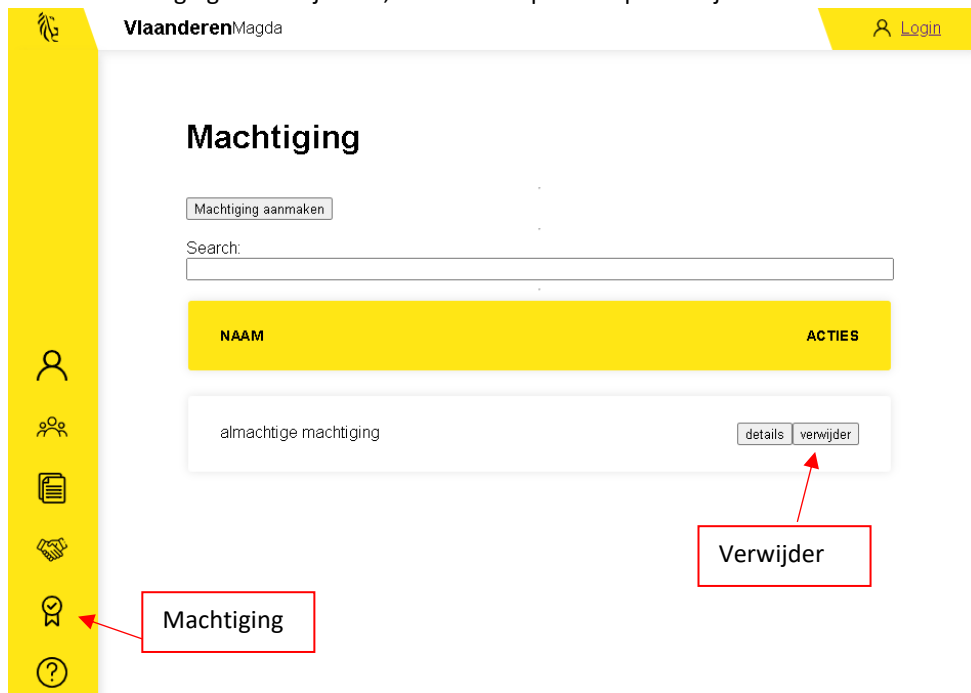 VlaanderenMagda
Login
Machtiging
Machtiging aanmaken
Search:
NAAM ACTIES
almachtige machtiging details verwijder
Verwijder
Machtiging